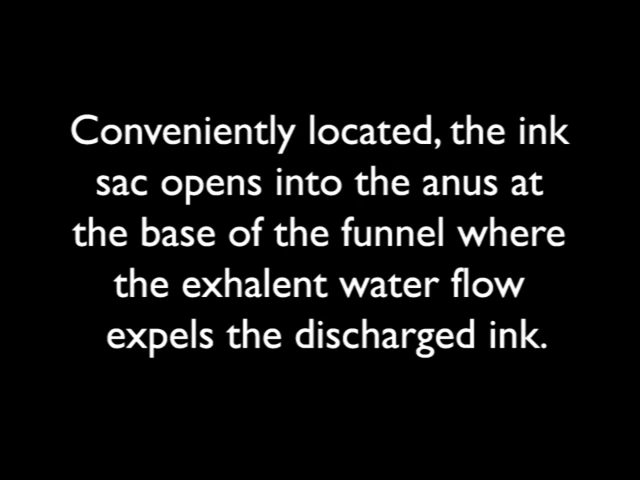 Conveniently located, the ink
sac opens into the anus at
the base of the funnel where
the exhalent water flow
expels the discharged ink.